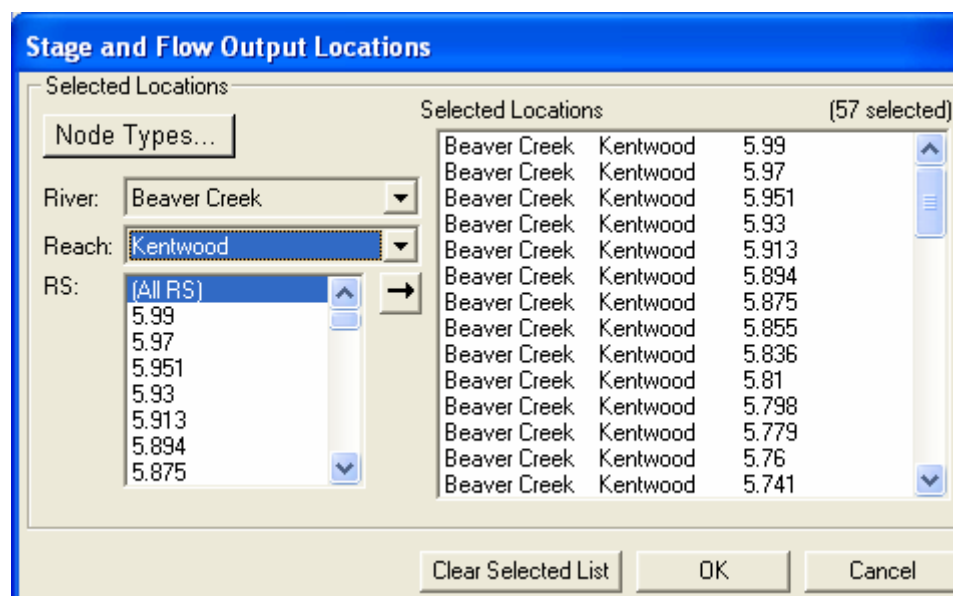 Stage and Flow Output Locations
Selected Locations
Node Types...
River: Beaver Creek
Reach: Kentwood
RS: (All RS)
5.99
5.97
5.951
5.93
5.913
5.894
5.875
Selected Locations (57 selected)
Beaver Creek Kentwood 5.99
Beaver Creek Kentwood 5.97
Beaver Creek Kentwood 5.951
Beaver Creek Kentwood 5.93
Beaver Creek Kentwood 5.913
Beaver Creek Kentwood 5.894
Beaver Creek Kentwood 5.875
Beaver Creek Kentwood 5.855
Beaver Creek Kentwood 5.836
Beaver Creek Kentwood 5.81
Beaver Creek Kentwood 5.798
Beaver Creek Kentwood 5.779
Beaver Creek Kentwood 5.76
Beaver Creek Kentwood 5.741
Clear Selected List OK Cancel